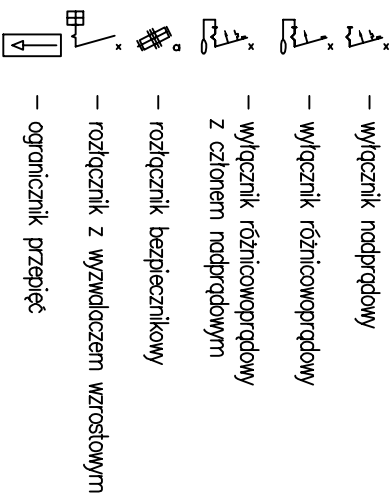 x – wyłącznik nadprądowy
x – wyłącznik różnicowoprądowy
x – wyłącznik różnicowoprądowy
z członem nadprądowym
a – rozłącznik bezpiecznikowy
x – rozłącznik z wyzwalaczem wzrostowym
– ogranicznik przepięć